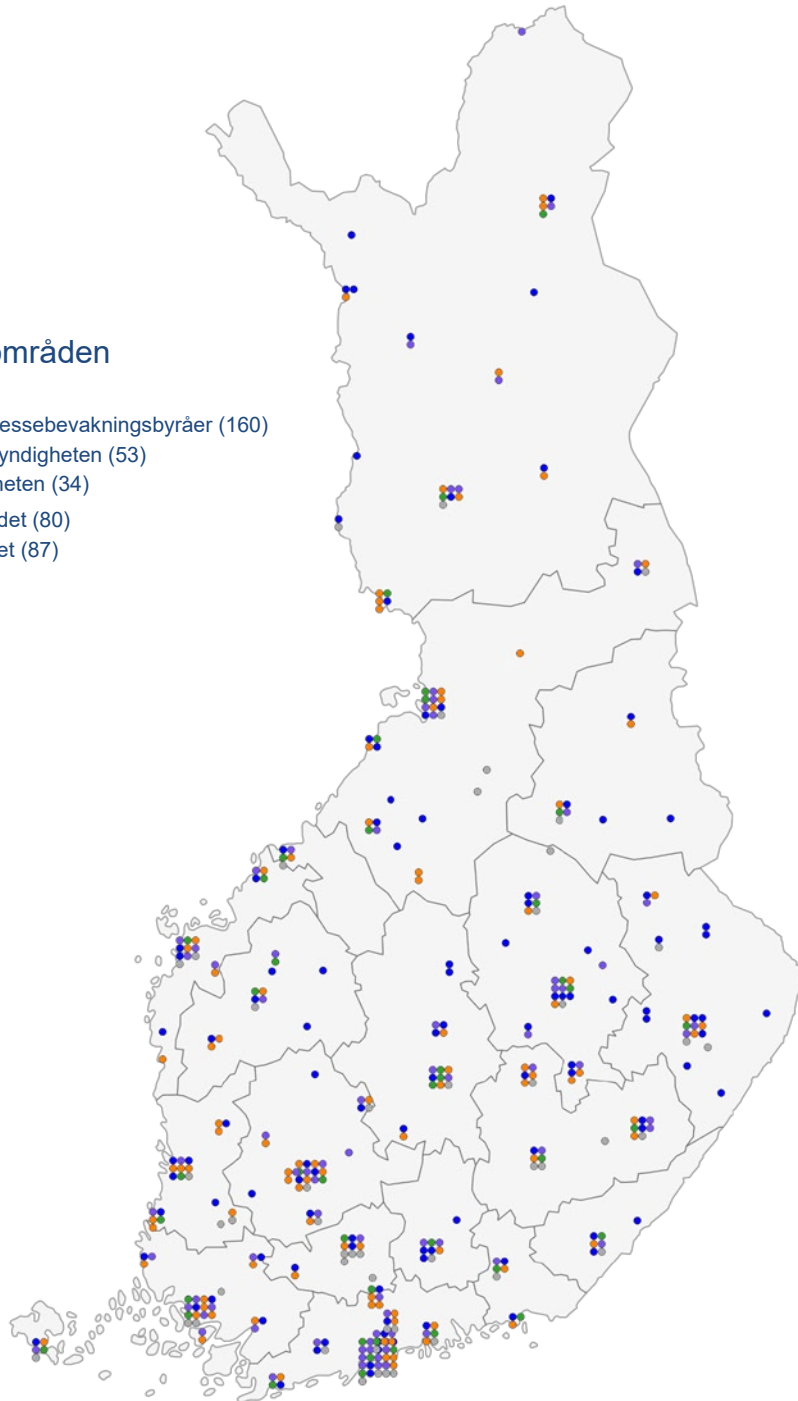 områden
essebevakningsbyråer (160)
yndigheten (53)
heten (34)
det (80)
et (87)